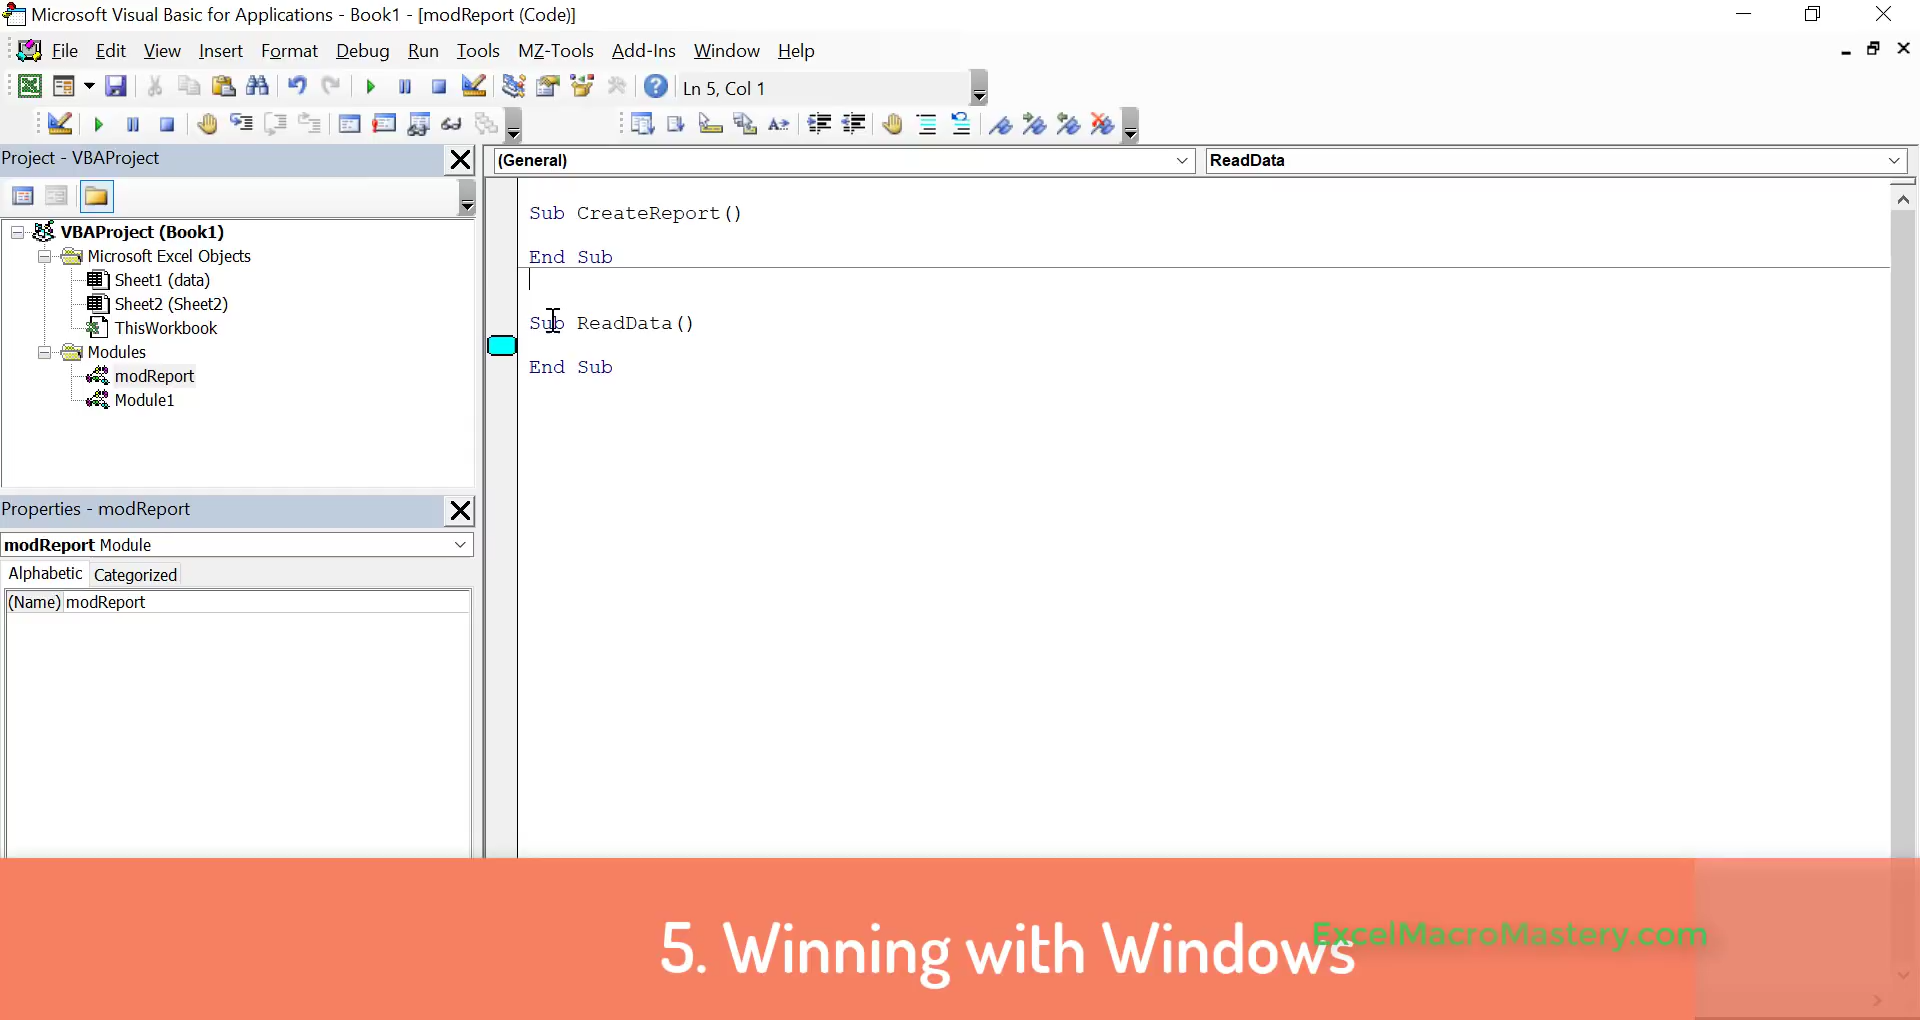 Microsoft Visual Basic for Applications - Book1 - [modReport (Code)]
File Edit View Insert Format Debug Run Tools MZ-Tools Add-Ins Window Help
Ln 5, Col 1
Project - VBAProject
(General)
ReadData
VBAProject (Book1)
Microsoft Excel Objects
Sheet1 (data)
Sheet2 (Sheet2)
ThisWorkbook
Modules
modReport
Module1
Sub CreateReport()
End Sub
Sub ReadData()
End Sub
Properties - modReport
modReport Module
Alphabetic Categorized
(Name) modReport
5. Winning with Windows
ExcelMacroMastery.com